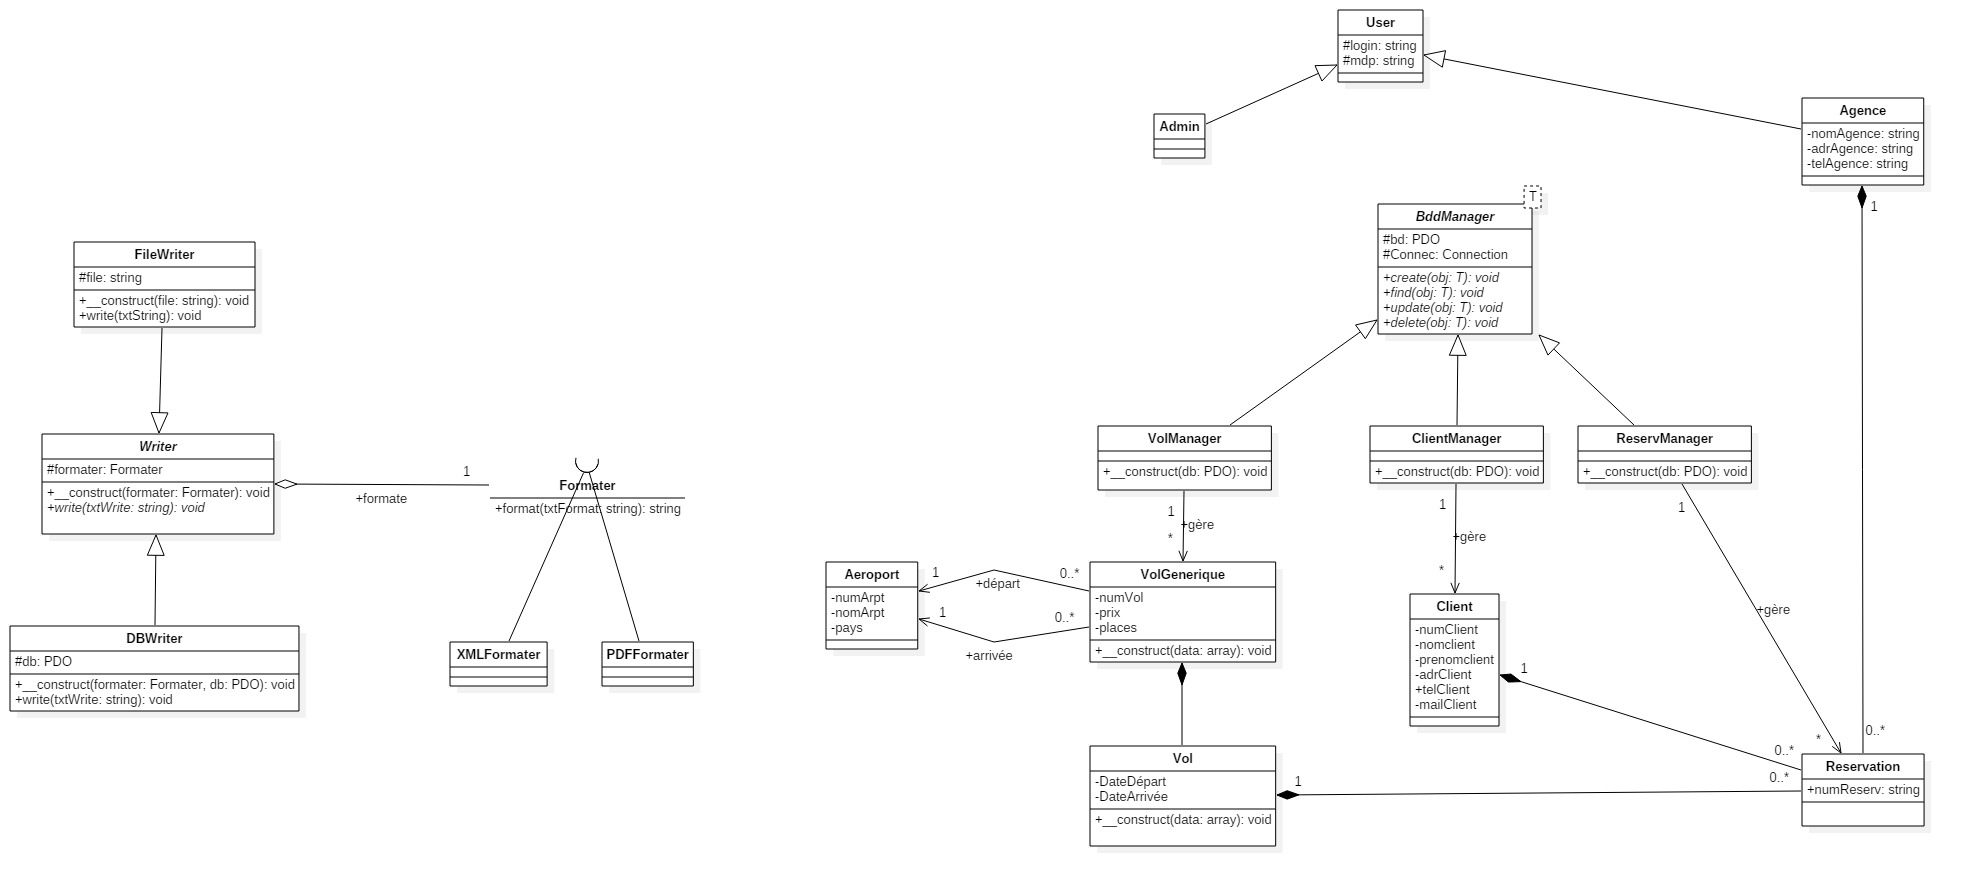 User
#login: string
#mdp: string
Admin
Agence
-nomAgence: string
-adrAgence: string
-telAgence: string
1
T
BddManager
#bd: PDO
#Connec: Connection
+create(obj: T): void
+find(obj: T): void
+update(obj: T): void
+delete(obj: T): void
FileWriter
#file: string
+__construct(file: string): void
+write(txtString): void
Writer
#formater: Formater
+__construct(formater: Formater): void
+write(txtWrite: string): void
1
+formate
Formater
+format(txtFormat: string): string
DBWriter
#db: PDO
+__construct(formater: Formater, db: PDO): void
+write(txtWrite: string): void
XMLFormater
PDFFormater
VolManager
+__construct(db: PDO): void
ClientManager
+__construct(db: PDO): void
ReservManager
+__construct(db: PDO): void
1
+gère
*
1
+gère
*
1
+gère
*
Aeroport
-numArpt
-nomArpt
-pays
1
+départ
0..*
1
+arrivée
0..*
VolGenerique
-numVol
-prix
-places
+__construct(data: array): void
Client
-numClient
-nomclient
-prenomclient
-adrClient
+telClient
-mailClient
1
0..*
0..*
0..*
Vol
-DateDépart
-DateArrivée
+__construct(data: array): void
1
Reservation
+numReserv: string